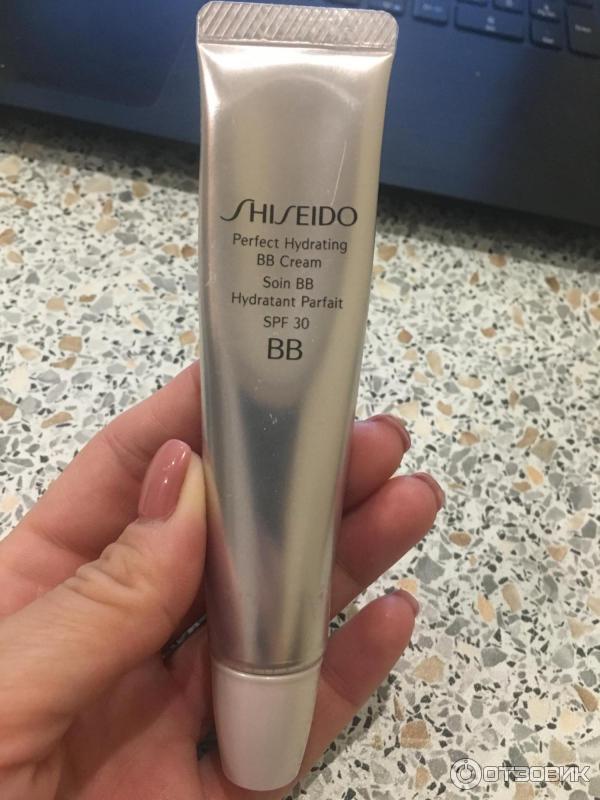 SHISEIDO
Perfect Hydrating
BB Cream
Soin BB
Hydratant Parfait
SPF 30
BB
ОТЗОВИК